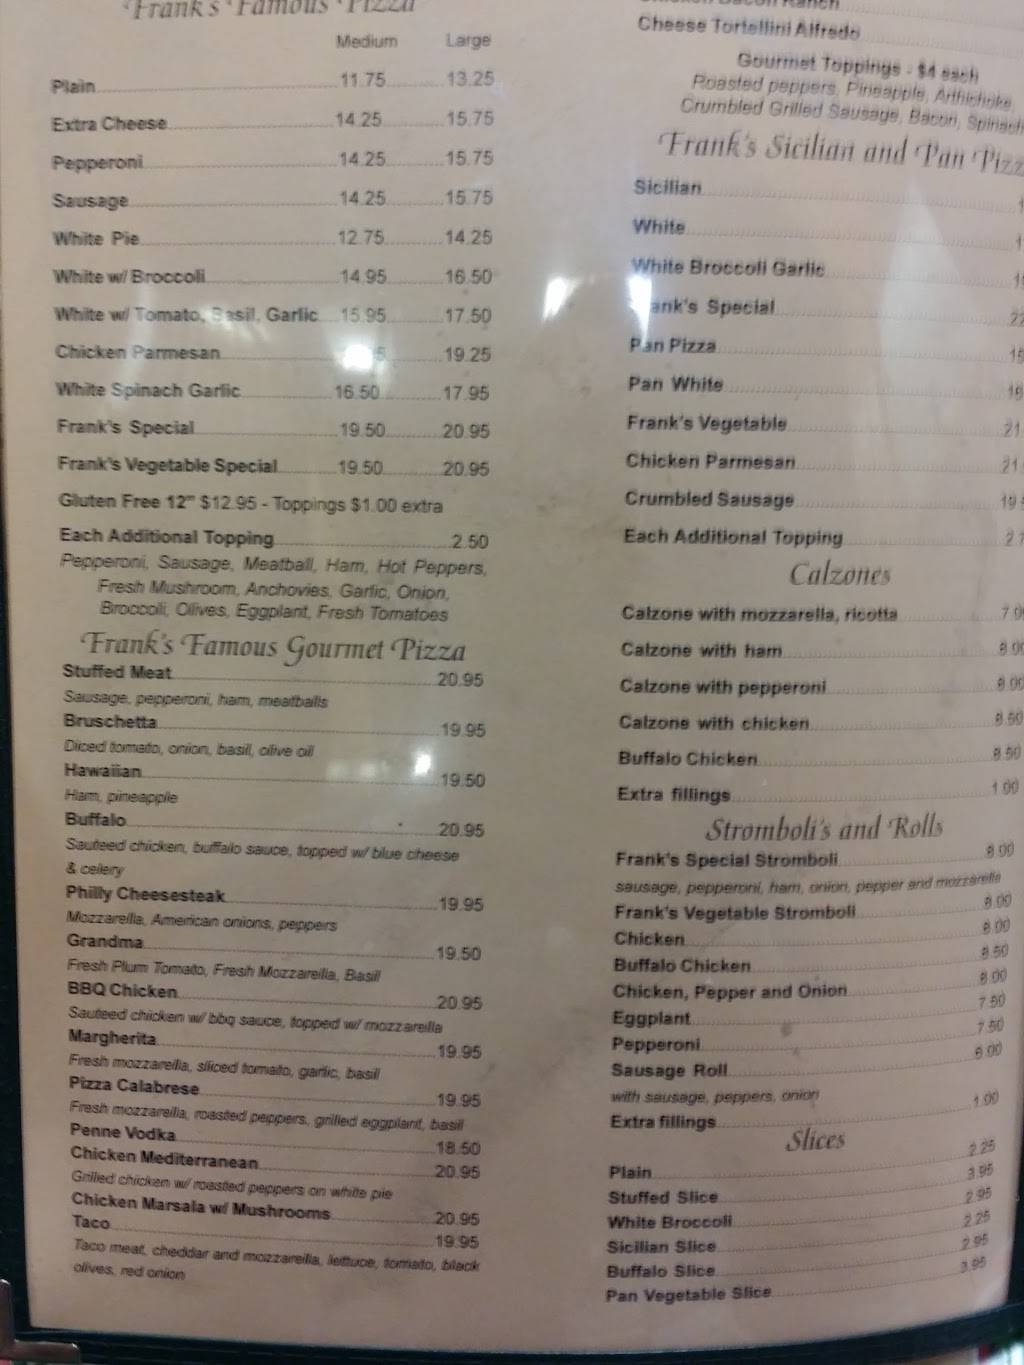 Frank's Famous Pizza
Medium Large
Plain 11.75 13.25
Extra Cheese 14.25 15.75
Pepperoni 14.25 15.75
Sausage 14.25 15.75
White Pie 12.75 14.25
White w/ Broccoli 14.95 16.50
White w/ Tomato, Basil, Garlic 15.95 17.50
Chicken Parmesan 19.25
White Spinach Garlic 16.50 17.95
Frank's Special 19.50 20.95
Frank's Vegetable Special 19.50 20.95
Gluten Free 12" $12.95 - Toppings $1.00 extra
Each Additional Topping 2.50
Pepperoni, Sausage, Meatball, Ham, Hot Peppers,
Fresh Mushroom, Anchovies, Garlic, Onion,
Broccoli, Olives, Eggplant, Fresh Tomatoes
Frank's Famous Gourmet Pizza
Stuffed Meat 20.95
Sausage, pepperoni, ham, meatballs
Bruschetta 19.95
Diced tomato, onion, basil, olive oil
Hawaiian 19.50
Ham, pineapple
Buffalo 20.95
Sauteed chicken, buffalo sauce, topped w/ blue cheese
& celery
Philly Cheesesteak 19.95
Mozzarella, American onions, peppers
Grandma 19.50
Fresh Plum Tomato, Fresh Mozzarella, Basil
BBQ Chicken 20.95
Sauteed chicken w/ bbq sauce, topped w/ mozzarella
Margherita 19.95
Fresh mozzarella, sliced tomato, garlic, basil
Pizza Calabrese 19.95
Fresh mozzarella, roasted peppers, grilled eggplant, basil
Penne Vodka 18.50
Chicken Mediterranean 20.95
Grilled chicken w/ roasted peppers on white pie
Chicken Marsala w/ Mushrooms 20.95
Taco 19.95
Taco meat, cheddar and mozzarella, lettuce, tomato, black
olives, red onion
Chicken Bacon Ranch
Cheese Tortellini Alfredo
Gourmet Toppings - $4 each
Roasted peppers, Pineapple, Arthichoke,
Crumbled Grilled Sausage, Bacon, Spinach
Frank's Sicilian and Pan Pizz
Sicilian
White
White Broccoli Garlic
Frank's Special
Pan Pizza
Pan White
Frank's Vegetable
Chicken Parmesan
Crumbled Sausage
Each Additional Topping
Calzones
Calzone with mozzarella, ricotta
Calzone with ham 8.00
Calzone with pepperoni 8.00
Calzone with chicken 8.50
Buffalo Chicken 8.50
Extra fillings 1.00
Stromboli's and Rolls
Frank's Special Stromboli 8.00
sausage, pepperoni, ham, onion, pepper and mozzarella
Frank's Vegetable Stromboli 8.00
Chicken 8.00
Buffalo Chicken 8.50
Chicken, Pepper and Onion 8.00
Eggplant 7.50
Pepperoni 7.50
Sausage Roll 8.00
with sausage, peppers, onion
Extra fillings 1.00
Slices
Plain 2.25
Stuffed Slice 3.95
White Broccoli 2.95
Sicilian Slice 2.25
Buffalo Slice 2.95
Pan Vegetable Slice 3.95